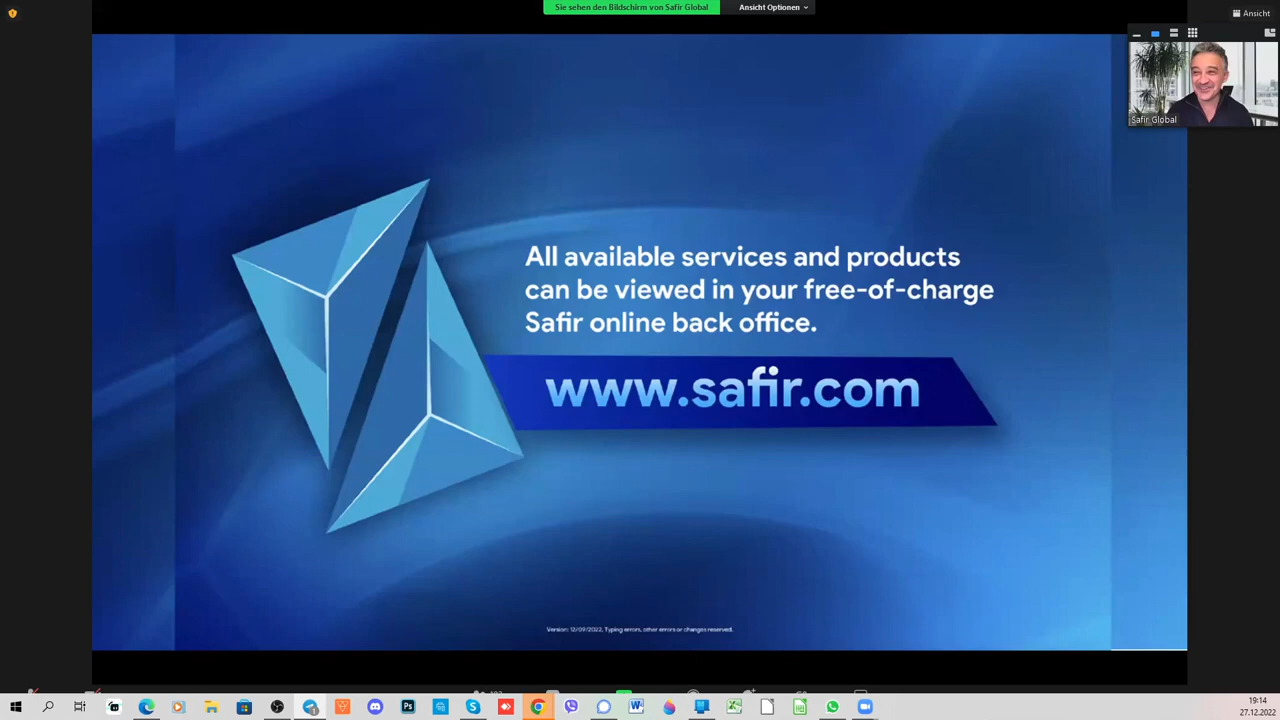 Sie sehen den Bildschirm von Safir Global
Ansicht Optionen
Ansicht
Safir Global
All available services and products
can be viewed in your free-of-charge
Safir online back office.
www.safir.com
Version: 12/09/2022, Typing errors, other errors or changes reserved.
19:14
27.12.2022